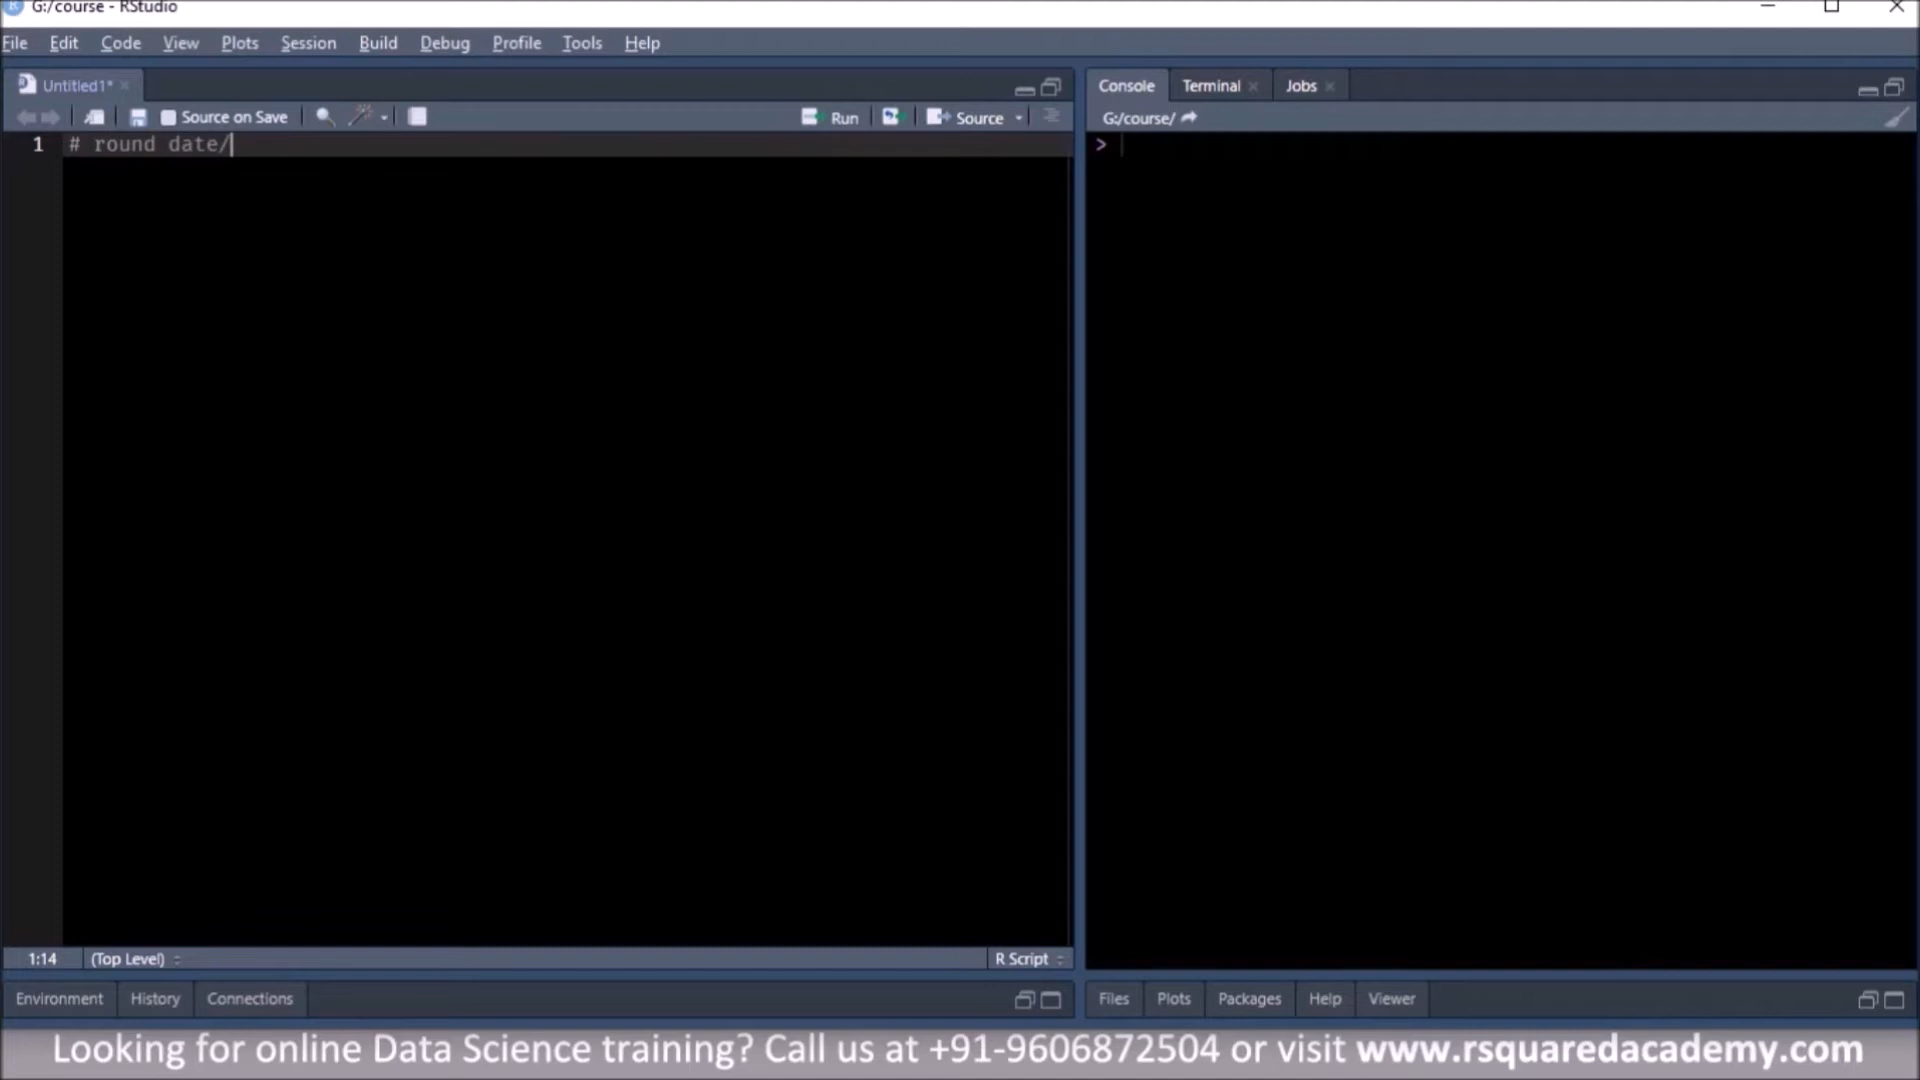 G:/course - RStudio
File Edit Code View Plots Session Build Debug Profile Tools Help
Untitled1*
Source on Save Run Source
1 # round date/
1:14 (Top Level) R Script
Environment History Connections
Console Terminal Jobs
G:/course/
>
Files Plots Packages Help Viewer
Looking for online Data Science training? Call us at +91-9606872504 or visit www.rsquaredacademy.com